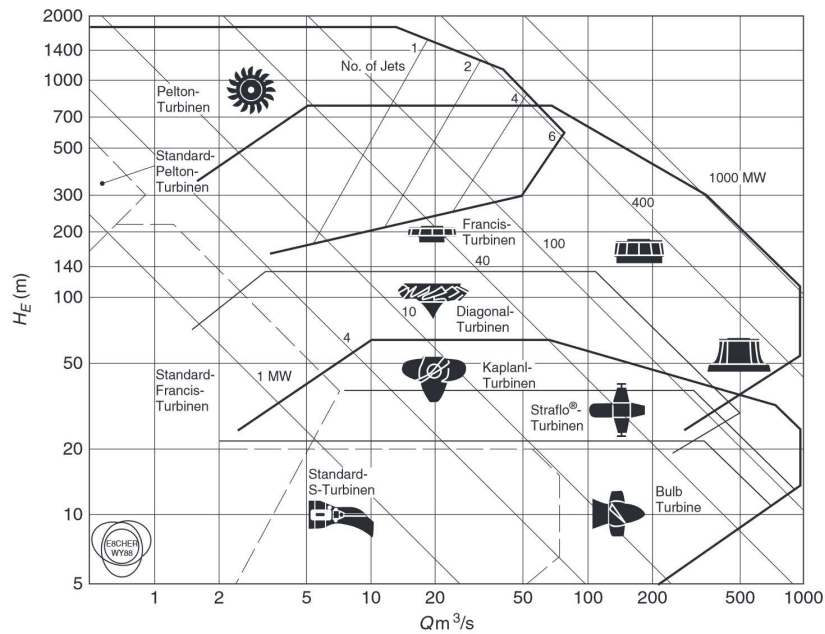 2000
1400
1000
700
500
300
200
140
100
50
20
10
5
H_E (m)
1
2
4
6
No. of Jets
Pelton-
Turbinen
Standard-
Pelton-
Turbinen
1000 MW
400
100
40
10
4
1 MW
Francis-
Turbinen
Diagonal-
Turbinen
Standard-
Francis-
Turbinen
Kaplanl-
Turbinen
Straflo®-
Turbinen
Standard-
S-Turbinen
Bulb
Turbine
E8CHER
WY88
1 2 5 10 20 50 100 200 500 1000
Qm³/s